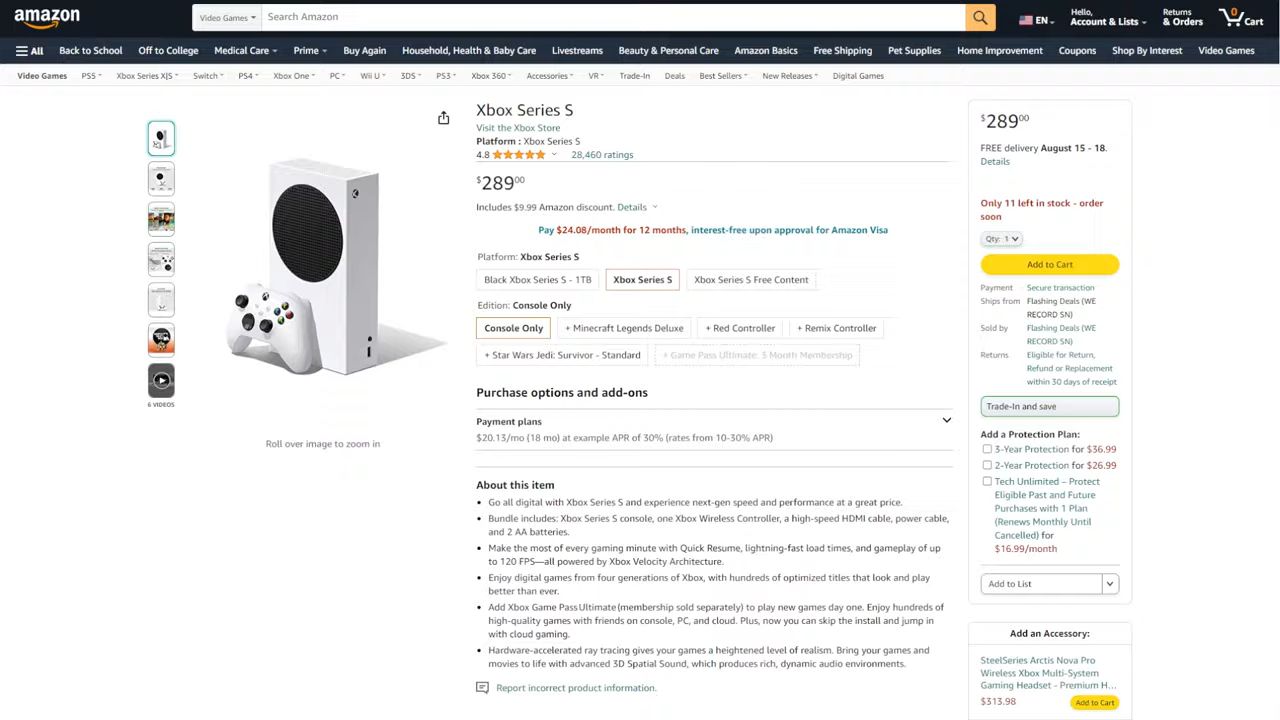 amazon
Video Games
Search Amazon
EN
Hello,
Account & Lists
Returns
& Orders
0
Cart
All
Back to School
Off to College
Medical Care
Prime
Buy Again
Household, Health & Baby Care
Livestreams
Beauty & Personal Care
Amazon Basics
Free Shipping
Pet Supplies
Home Improvement
Coupons
Shop By Interest
Video Games
Video Games
PS5
Xbox Series X|S
Switch
PS4
Xbox One
PC
Wii U
3DS
PS3
Xbox 360
Accessories
VR
Trade-In
Deals
Best Sellers
New Releases
Digital Games
6 VIDEOS
Roll over image to zoom in
Xbox Series S
Visit the Xbox Store
Platform : Xbox Series S
4.8
28,460 ratings
$289⁰⁰
Includes $9.99 Amazon discount. Details
Pay $24.08/month for 12 months, interest-free upon approval for Amazon Visa
Platform: Xbox Series S
Black Xbox Series S - 1TB
Xbox Series S
Xbox Series S Free Content
Edition: Console Only
Console Only
+ Minecraft Legends Deluxe
+ Red Controller
+ Remix Controller
+ Star Wars Jedi: Survivor - Standard
+ Game Pass Ultimate: 3 Month Membership
Purchase options and add-ons
Payment plans
$20.13/mo (18 mo) at example APR of 30% (rates from 10-30% APR)
About this item
• Go all digital with Xbox Series S and experience next-gen speed and performance at a great price.
• Bundle includes: Xbox Series S console, one Xbox Wireless Controller, a high-speed HDMI cable, power cable,
and 2 AA batteries.
• Make the most of every gaming minute with Quick Resume, lightning-fast load times, and gameplay of up
to 120 FPS—all powered by Xbox Velocity Architecture.
• Enjoy digital games from four generations of Xbox, with hundreds of optimized titles that look and play
better than ever.
• Add Xbox Game Pass Ultimate (membership sold separately) to play new games day one. Enjoy hundreds of
high-quality games with friends on console, PC, and cloud. Plus, now you can skip the install and jump in
with cloud gaming.
• Hardware-accelerated ray tracing gives your games a heightened level of realism. Bring your games and
movies to life with advanced 3D Spatial Sound, which produces rich, dynamic audio environments.
Report incorrect product information.
$289⁰⁰
FREE delivery August 15 - 18.
Details
Only 11 left in stock - order
soon
Qty: 1
Add to Cart
Payment
Secure transaction
Ships from
Flashing Deals (WE
RECORD SN)
Sold by
Flashing Deals (WE
RECORD SN)
Returns
Eligible for Return,
Refund or Replacement
within 30 days of receipt
Trade-In and save
Add a Protection Plan:
3-Year Protection for $36.99
2-Year Protection for $26.99
Tech Unlimited – Protect
Eligible Past and Future
Purchases with 1 Plan
(Renews Monthly Until
Cancelled) for
$16.99/month
Add to List
Add an Accessory:
SteelSeries Arctis Nova Pro
Wireless Xbox Multi-System
Gaming Headset - Premium H...
$313.98
Add to Cart